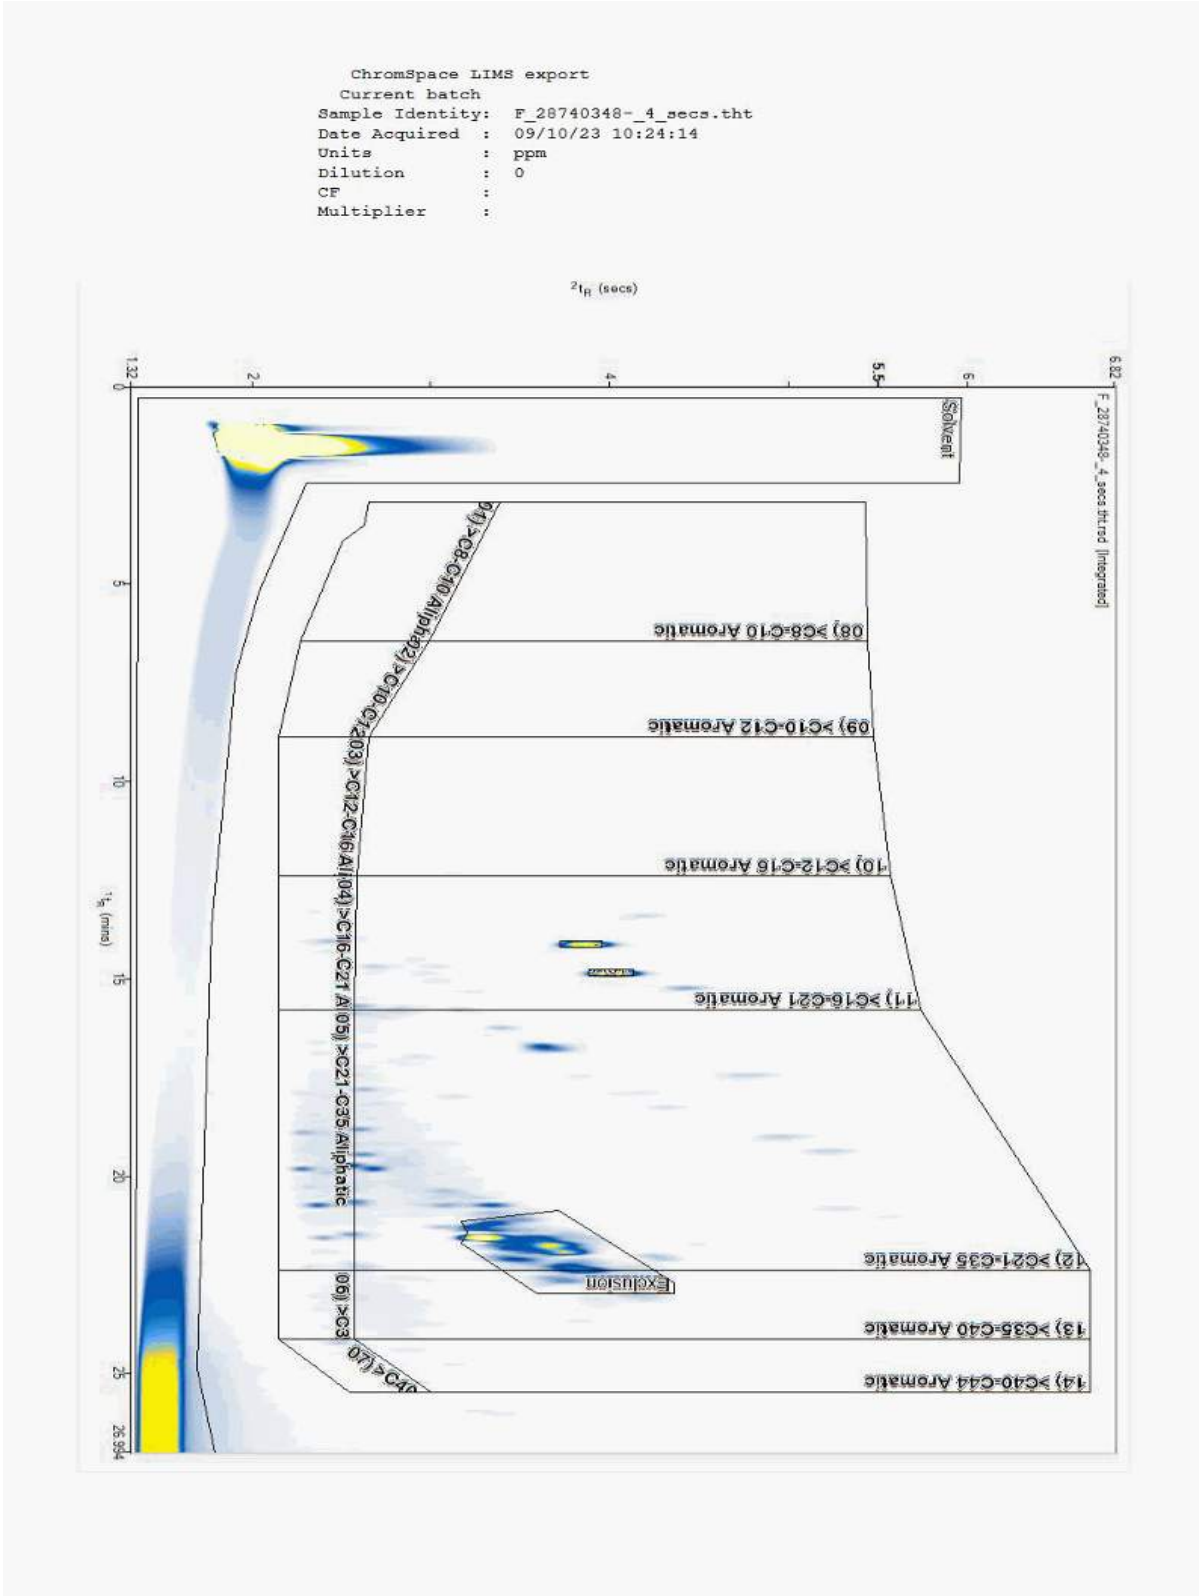 ChromSpace LIMS export
Current batch
Sample Identity: F_28740348-_4_secs.tht
Date Acquired : 09/10/23 10:24:14
Units : ppm
Dilution : 0
CF :
Multiplier :
²tR (secs)
1.32
2
4
5.5
6
6.82
F_28740348-_4_secs.tht.rsd [Integrated]
Solvent
01) >C8-C10 Alipha
02) >C10-C12
03) >C12-C16 Ali
04) >C16-C21 Al
05) >C21-C35 Aliphatic
06) >C3
07) >C40
08) >C8-C10 Aromatic
09) >C10-C12 Aromatic
10) >C12-C16 Aromatic
11) >C16-C21 Aromatic
12) >C21-C35 Aromatic
Exclusion
13) >C35-C40 Aromatic
14) >C40-C44 Aromatic
0
5
10
15
20
25
26.994
¹tR (mins)